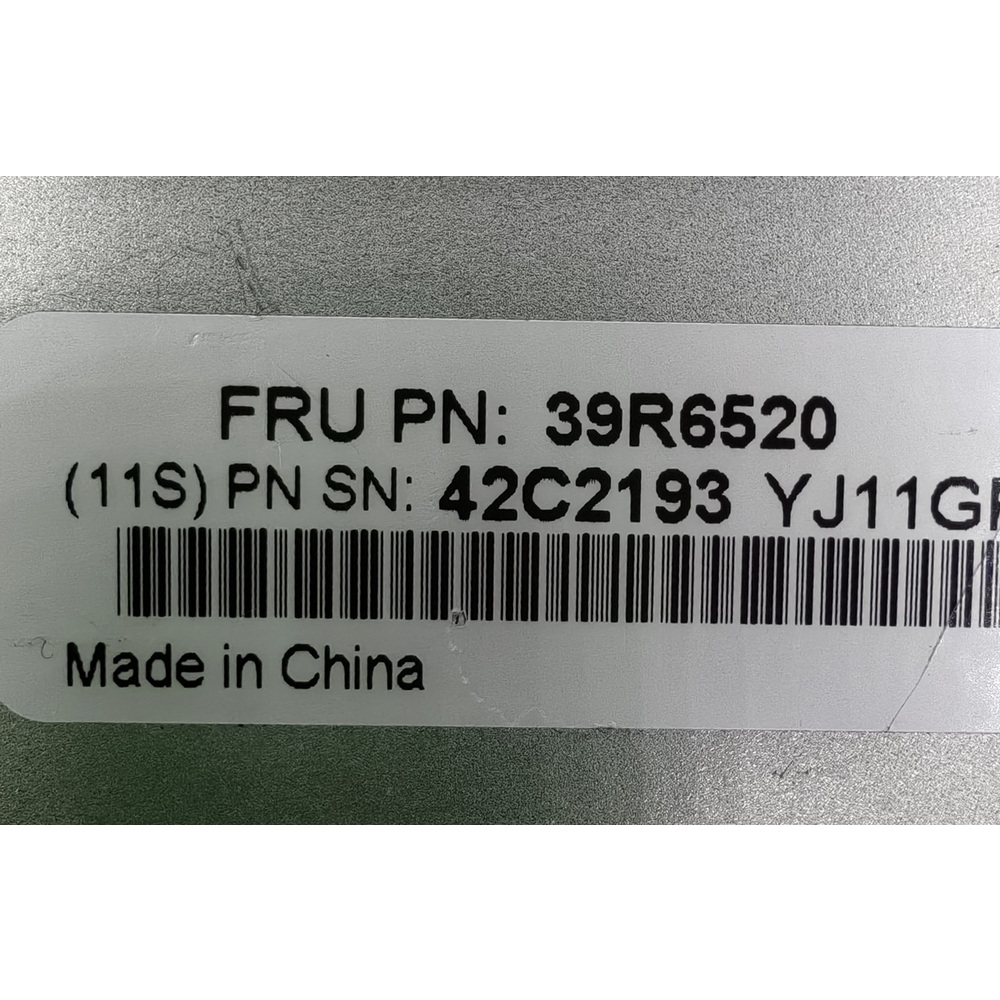 FRU PN: 39R6520
(11S) PN SN: 42C2193 YJ11G
Made in China